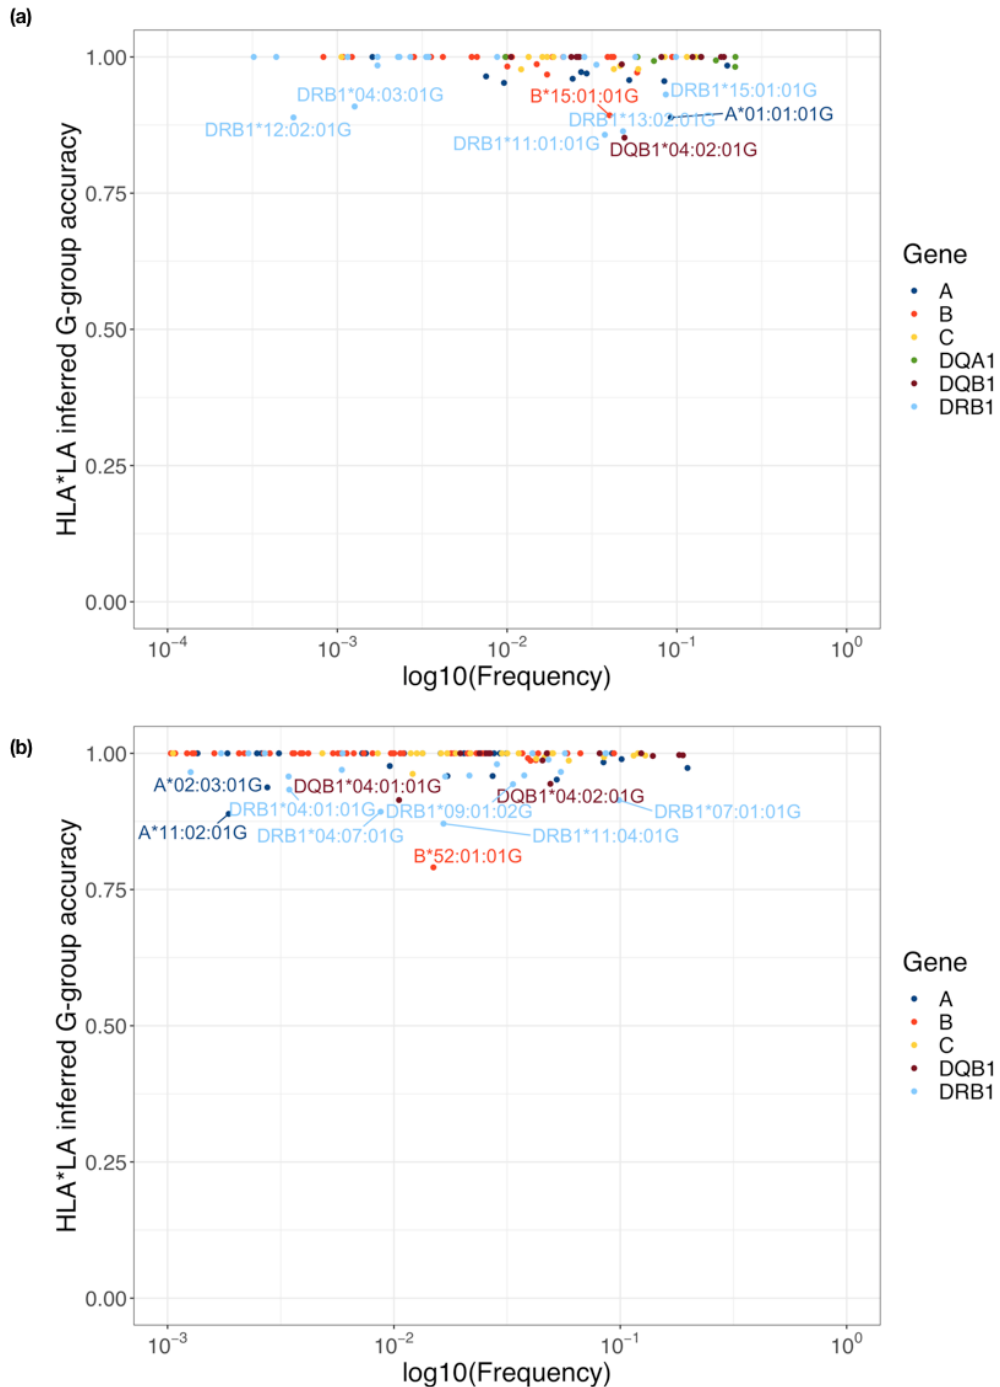 (a)
HLA*LA inferred G-group accuracy
1.00
0.75
0.50
0.25
0.00
DRB1*04:03:01G
DRB1*12:02:01G
B*15:01:01G
DRB1*15:01:01G
DRB1*13:02:01G
A*01:01:01G
DRB1*11:01:01G
DQB1*04:02:01G
10⁻⁴ 10⁻³ 10⁻² 10⁻¹ 10⁰
log10(Frequency)
Gene
A
B
C
DQA1
DQB1
DRB1
(b)
HLA*LA inferred G-group accuracy
1.00
0.75
0.50
0.25
0.00
A*02:03:01G
DQB1*04:01:01G
DQB1*04:02:01G
DRB1*04:01:01G
DRB1*09:01:02G
DRB1*07:01:01G
A*11:02:01G
DRB1*04:07:01G
DRB1*11:04:01G
B*52:01:01G
10⁻³ 10⁻² 10⁻¹ 10⁰
log10(Frequency)
Gene
A
B
C
DQB1
DRB1